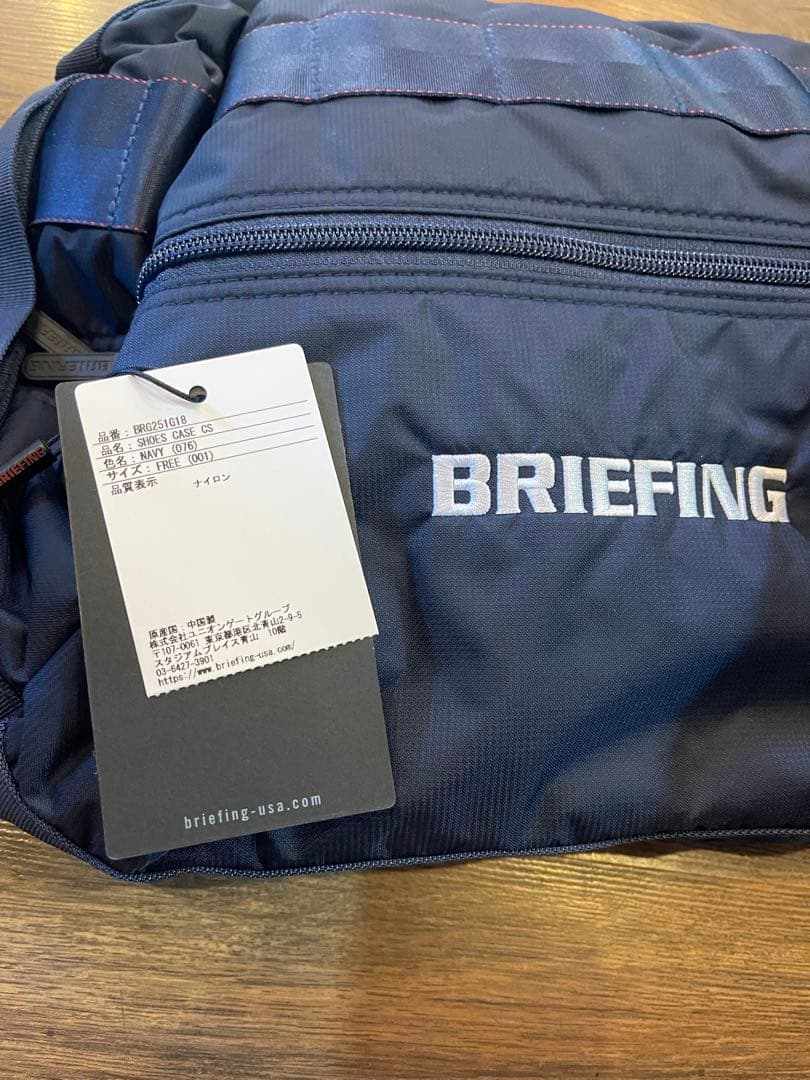 品番 : BRG251G18
品名 : SHOES CASE CS
色名 : NAVY (076)
サイズ : FREE (001)
品質表示 ナイロン
原産国 : 中国製
株式会社ユニオンゲートグループ
〒107-0061 東京都港区北青山2-9-5
スタジアムプレイス青山 10階
03-6427-3901
https://www.briefing-usa.com/
briefing-usa.com
BRIEFING
BRIEFING
BRIEFING